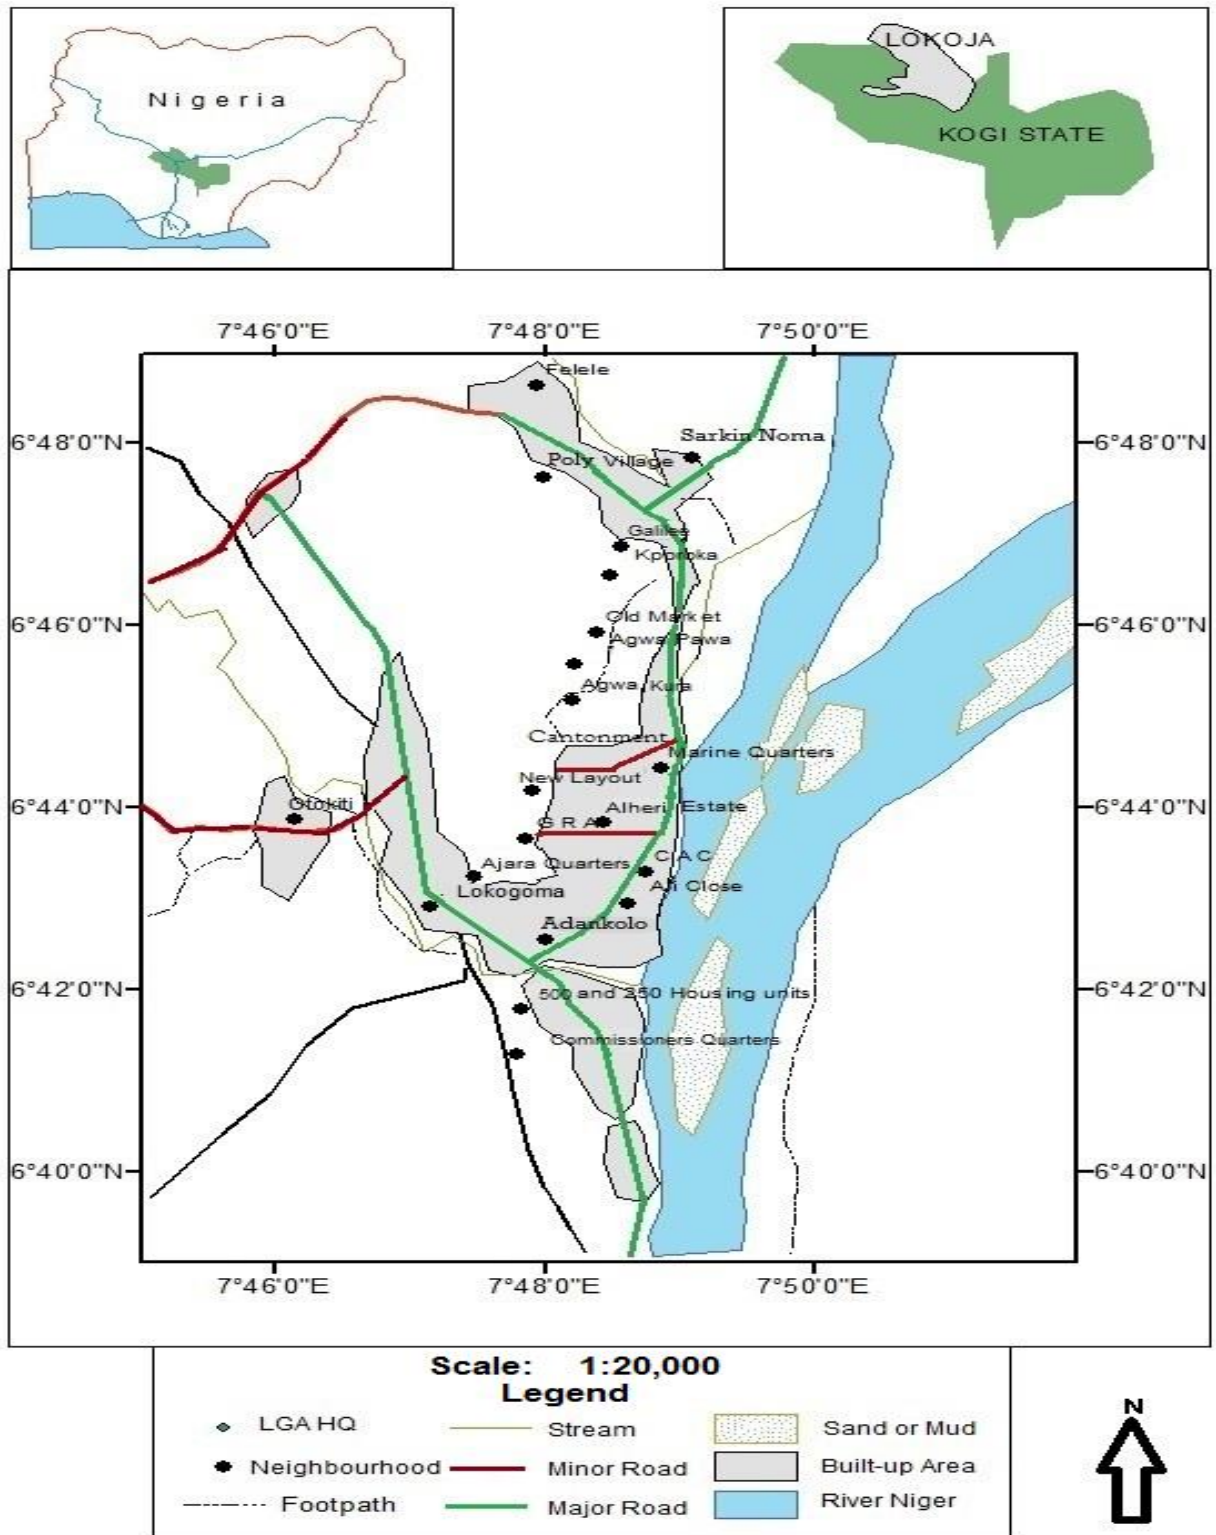 Nigeria
LOKOJA
KOGI STATE
7°46'0"E 7°48'0"E 7°50'0"E
Felele
6°48'0"N Sarkin Noma 6°48'0"N
Poly Village
Galilee
Kporoka
6°46'0"N Old Market 6°46'0"N
Agwa Pawa
Agwa Kura
Cantonment
Marine Quarters
New Layout
6°44'0"N Otokiti Alheri Estate 6°44'0"N
G R A
Ajara Quarters C A C
Lokogoma Aji Close
Adankolo
6°42'0"N 500 and 250 Housing units 6°42'0"N
Commissioners Quarters
6°40'0"N 6°40'0"N
7°46'0"E 7°48'0"E 7°50'0"E
Scale: 1:20,000
Legend
LGA HQ Stream Sand or Mud
Neighbourhood Minor Road Built-up Area
Footpath Major Road River Niger
N